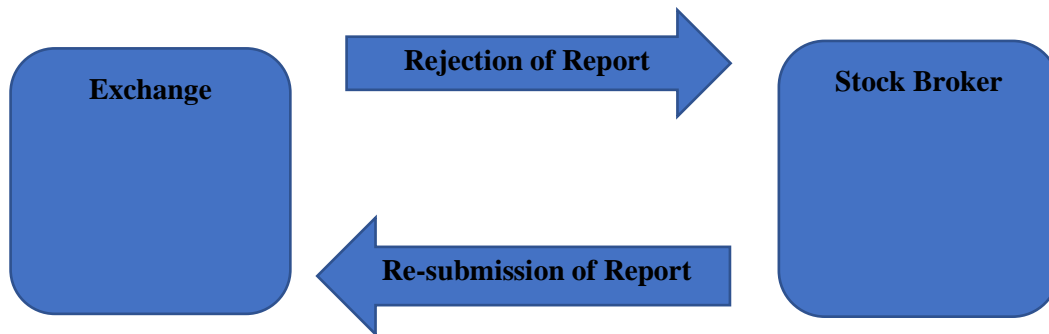 Rejection of Report
Exchange
Stock Broker
Re-submission of Report